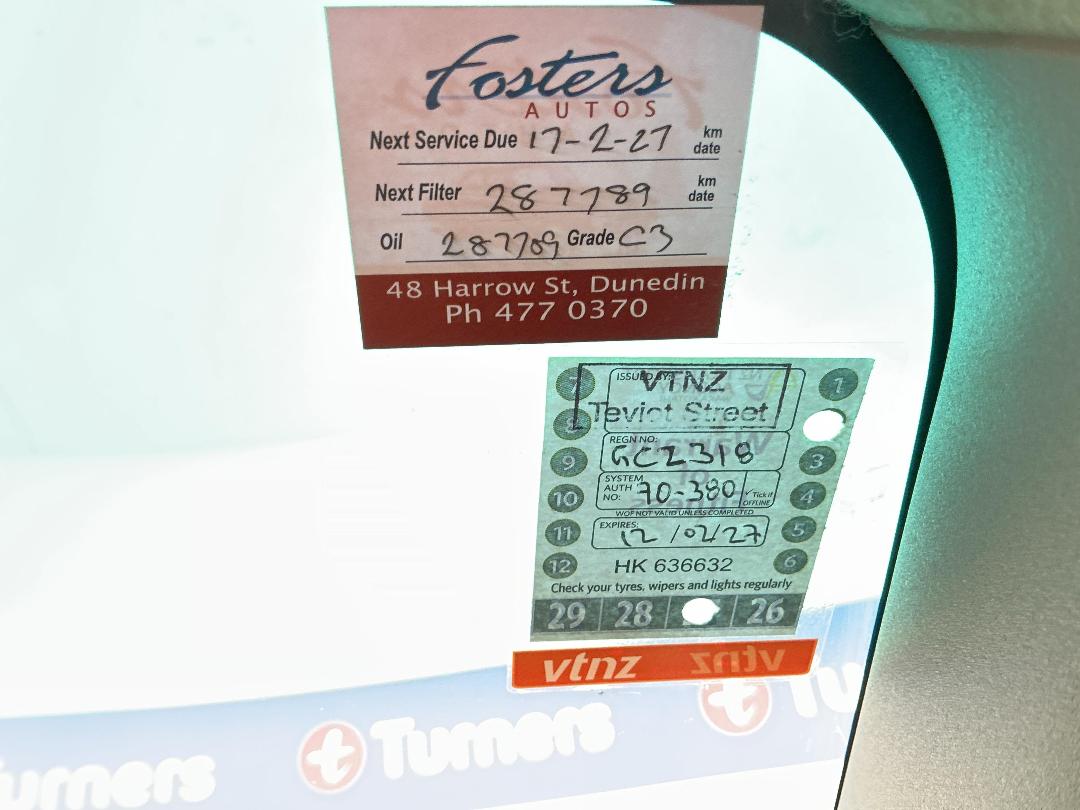 Fosters
AUTOS
Next Service Due 17-2-27 km date
Next Filter 287789 km date
Oil 287789 Grade C3
48 Harrow St, Dunedin
Ph 477 0370
7 ISSUED BY: VTNZ 1
8 Teviot Street
9 REGN NO: GCZ318 3
10 SYSTEM AUTH NO: 70-380 ✓ Tick if OFFLINE 4
WOF NOT VALID UNLESS COMPLETED
11 EXPIRES: 12/02/27 5
12 HK 636632 6
Check your tyres, wipers and lights regularly
29 28 26
vtnz vtnz
Turners Turners Tu